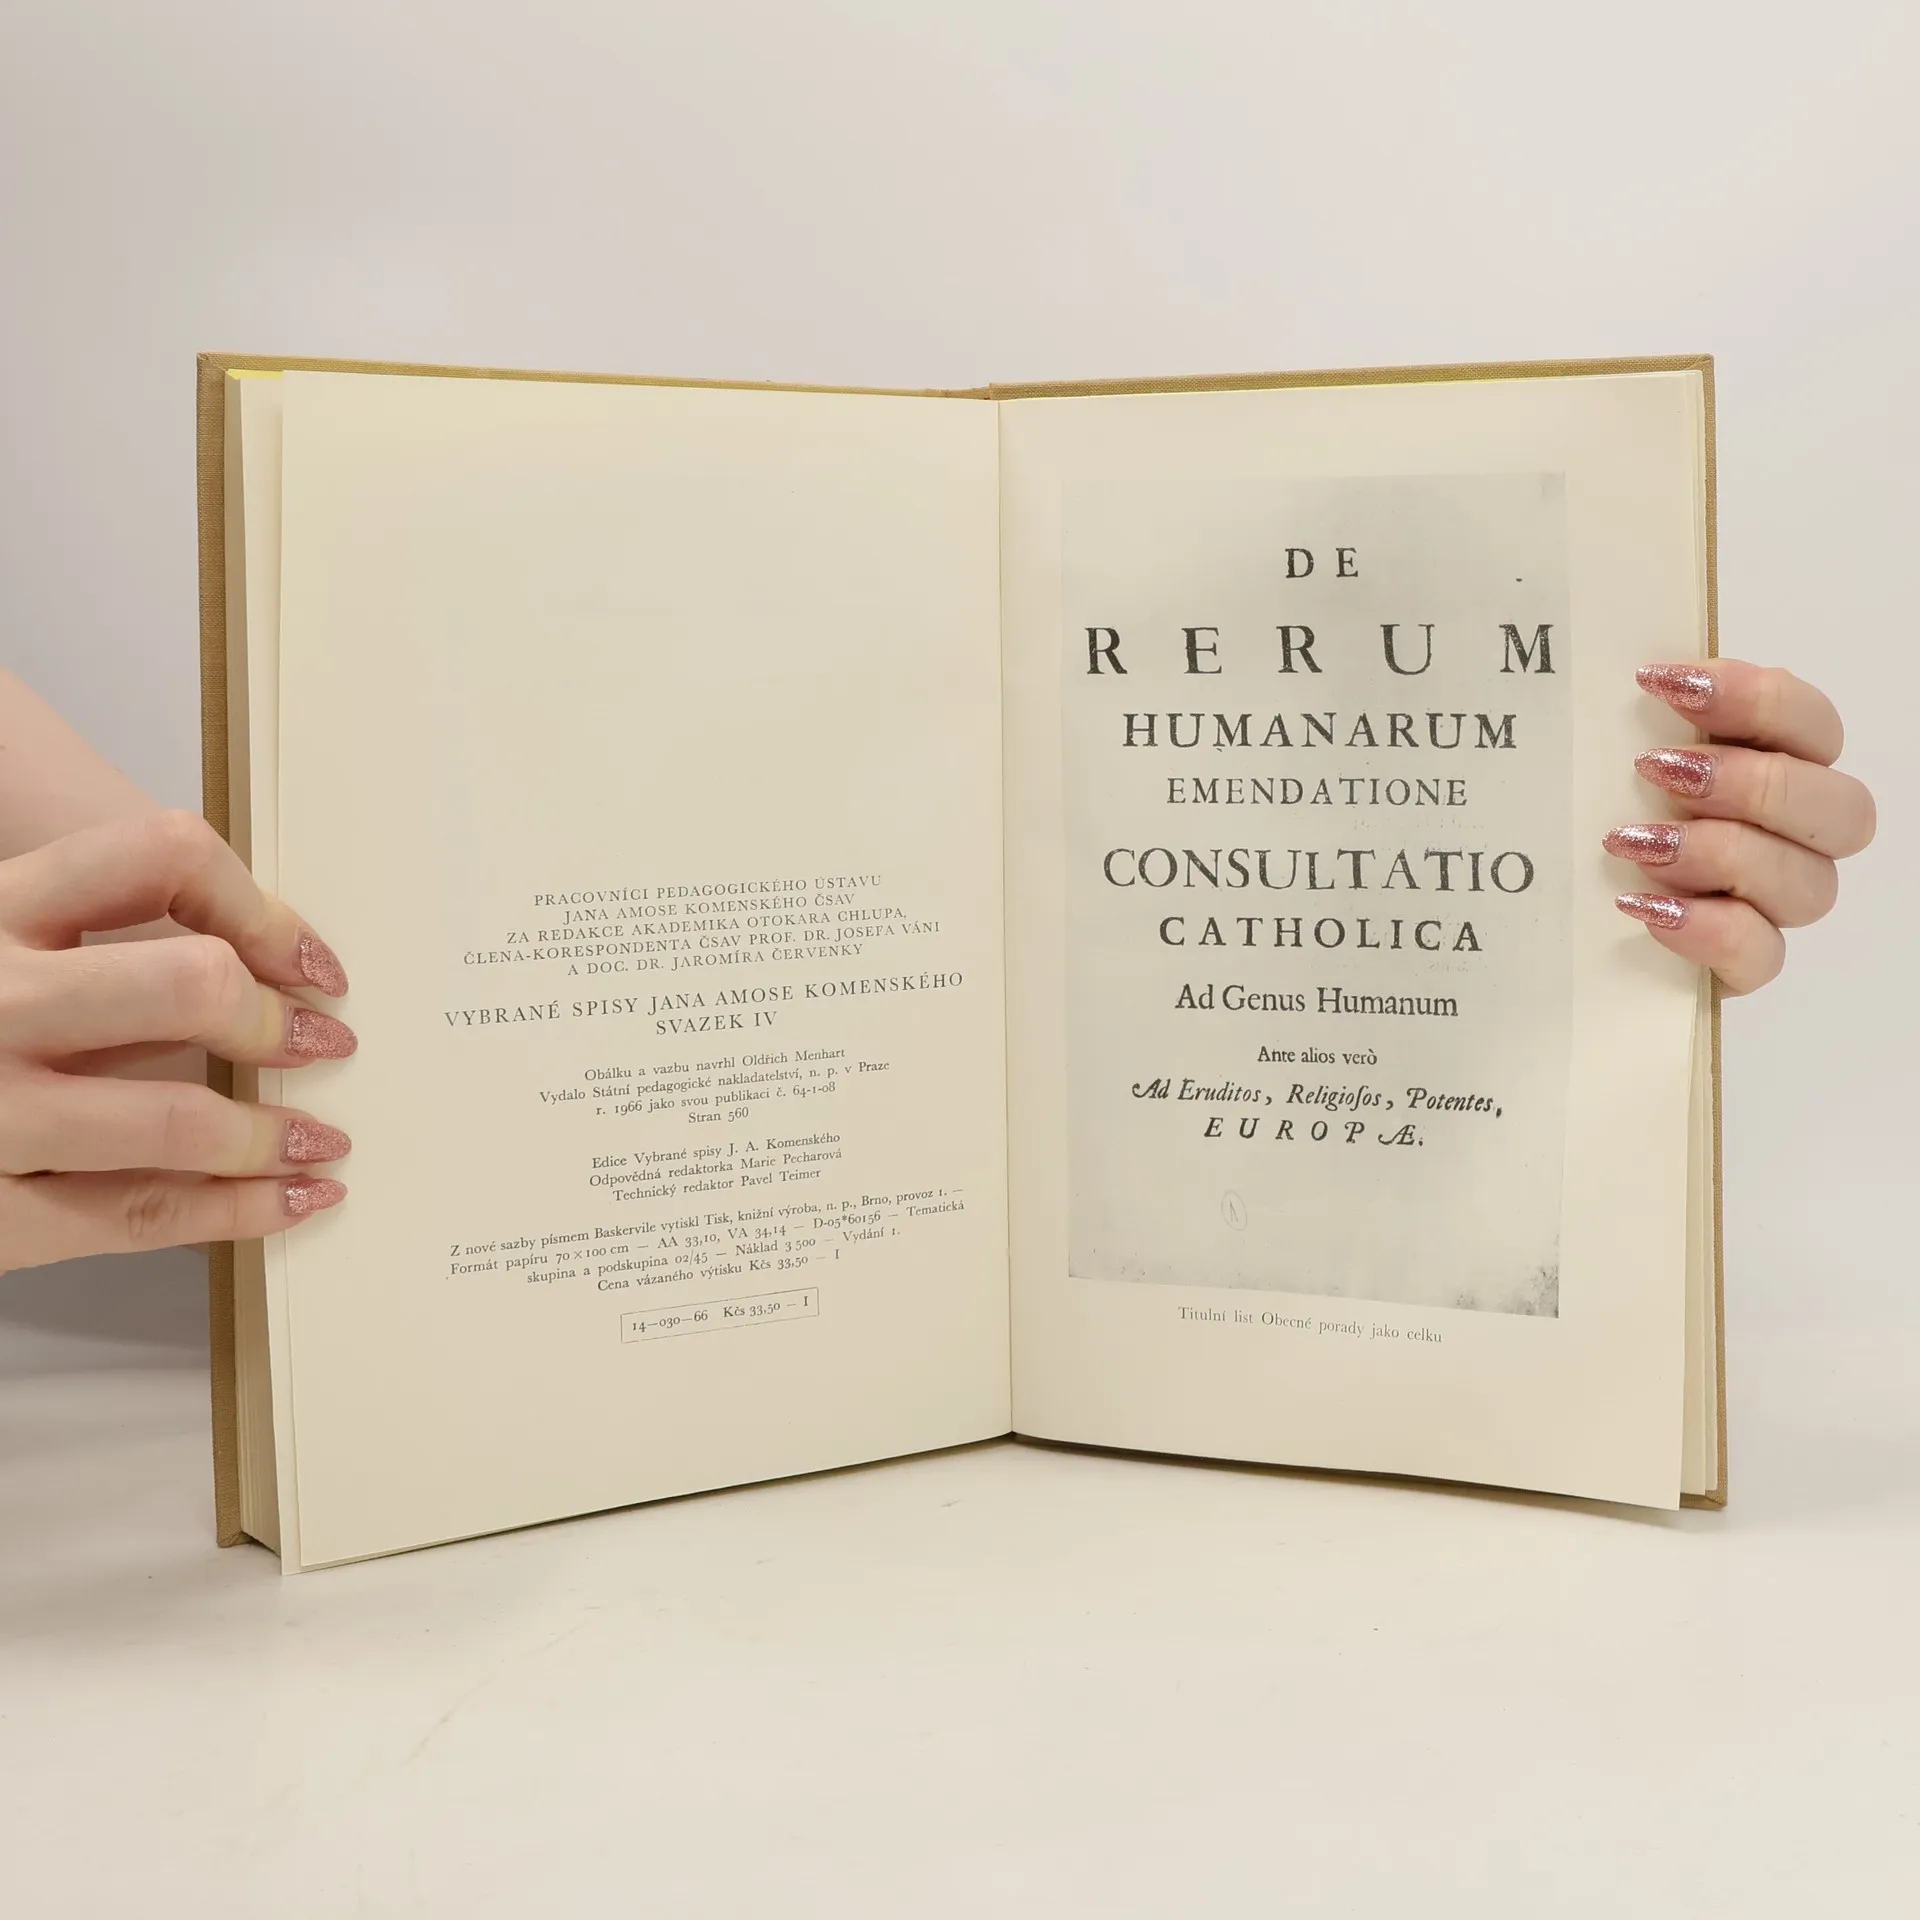 PRACOVNÍCI PEDAGOGICKÉHO ÚSTAVU
JANA AMOSE KOMENSKÉHO ČSAV
ZA REDAKCE AKADEMIKA OTOKARA CHLUPA,
ČLENA-KORESPONDENTA ČSAV PROF. DR. JOSEFA VÁNI
A DOC. DR. JAROMÍRA ČERVENKY
VYBRANÉ SPISY JANA AMOSE KOMENSKÉHO
SVAZEK IV
Obálku a vazbu navrhl Oldřich Menhart
Vydalo Státní pedagogické nakladatelství, n. p. v Praze
r. 1966 jako svou publikaci č. 64-1-08
Stran 560
Edice Vybrané spisy J. A. Komenského
Odpovědná redaktorka Marie Pecharová
Technický redaktor Pavel Teimer
Z nové sazby písmem Baskervile vytiskl Tisk, knižní výroba, n. p., Brno, provoz 1. —
Formát papíru 70×100 cm — AA 33,10, VA 34,14 — D-05*60156 — Tematická
skupina a podskupina 02/45 — Náklad 3 500 — Vydání 1.
Cena vázaného výtisku Kčs 33,50 — I
14—030—66 Kčs 33,50 — I
DE
RERUM
HUMANARUM
EMENDATIONE
CONSULTATIO
CATHOLICA
Ad Genus Humanum
Ante alios verò
Ad Eruditos, Religioſos, Potentes,
EUROPÆ.
Titulní list Obecné porady jako celku